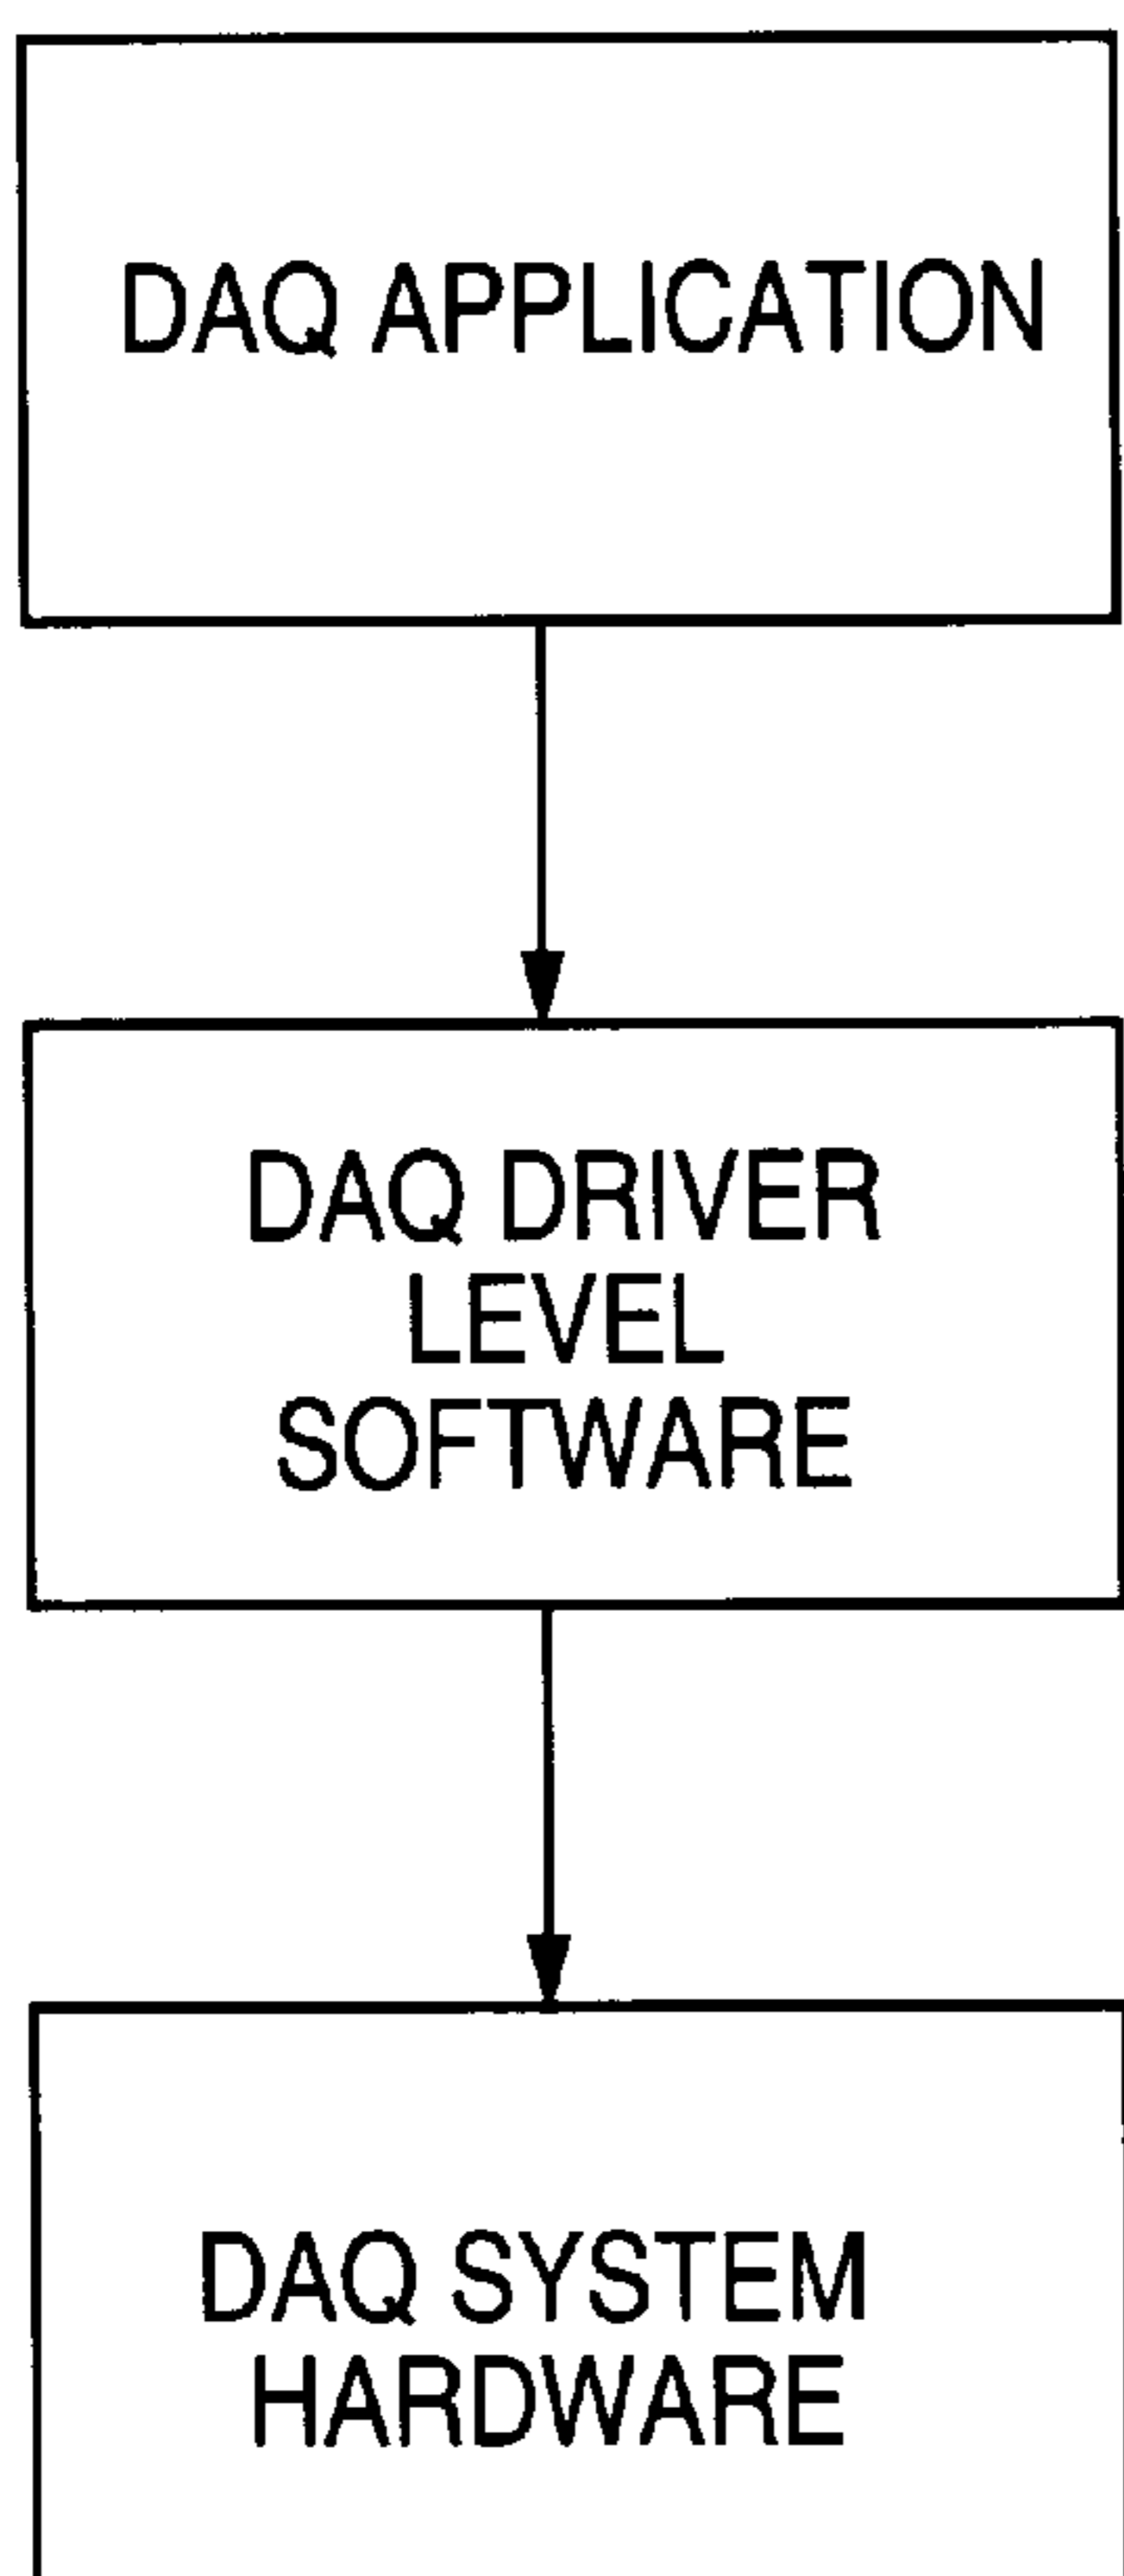 DAQ APPLICATION
DAQ DRIVER
LEVEL
SOFTWARE
DAQ SYSTEM
HARDWARE